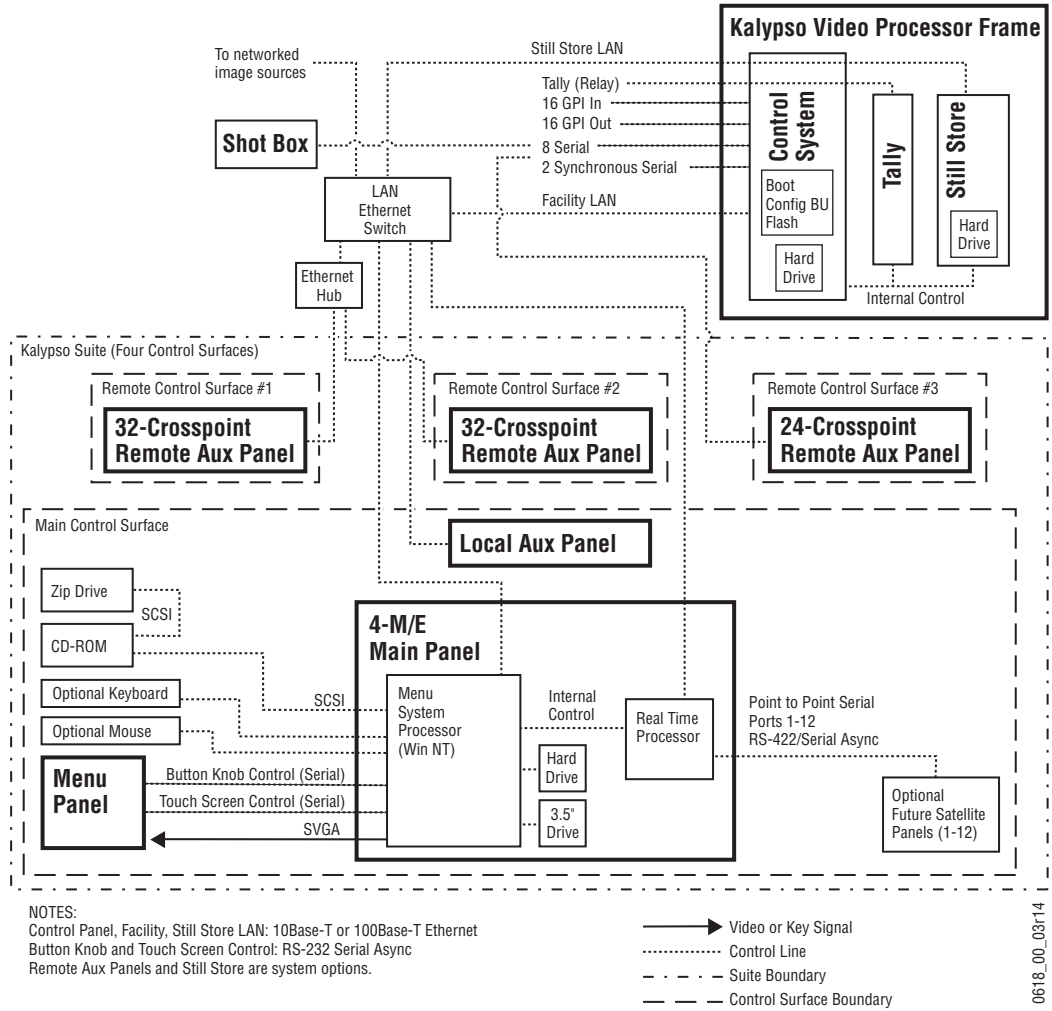 Kalypso Video Processor Frame
To networked
image sources
Still Store LAN
Tally (Relay)
16 GPI In
16 GPI Out
8 Serial
2 Synchronous Serial
Shot Box
Control
System
Tally
Still Store
Boot
Config BU
Flash
Hard
Drive
Hard
Drive
Internal Control
LAN
Ethernet
Switch
Facility LAN
Ethernet
Hub
Kalypso Suite (Four Control Surfaces)
Remote Control Surface #1
32-Crosspoint
Remote Aux Panel
Remote Control Surface #2
32-Crosspoint
Remote Aux Panel
Remote Control Surface #3
24-Crosspoint
Remote Aux Panel
Main Control Surface
Local Aux Panel
Zip Drive
SCSI
CD-ROM
Optional Keyboard
Optional Mouse
SCSI
4-M/E
Main Panel
Menu
System
Processor
(Win NT)
Internal
Control
Real Time
Processor
Hard
Drive
3.5"
Drive
Point to Point Serial
Ports 1-12
RS-422/Serial Async
Optional
Future Satellite
Panels (1-12)
Menu
Panel
Button Knob Control (Serial)
Touch Screen Control (Serial)
SVGA
NOTES:
Control Panel, Facility, Still Store LAN: 10Base-T or 100Base-T Ethernet
Button Knob and Touch Screen Control: RS-232 Serial Async
Remote Aux Panels and Still Store are system options.
Video or Key Signal
Control Line
Suite Boundary
Control Surface Boundary
0618_00_03r14